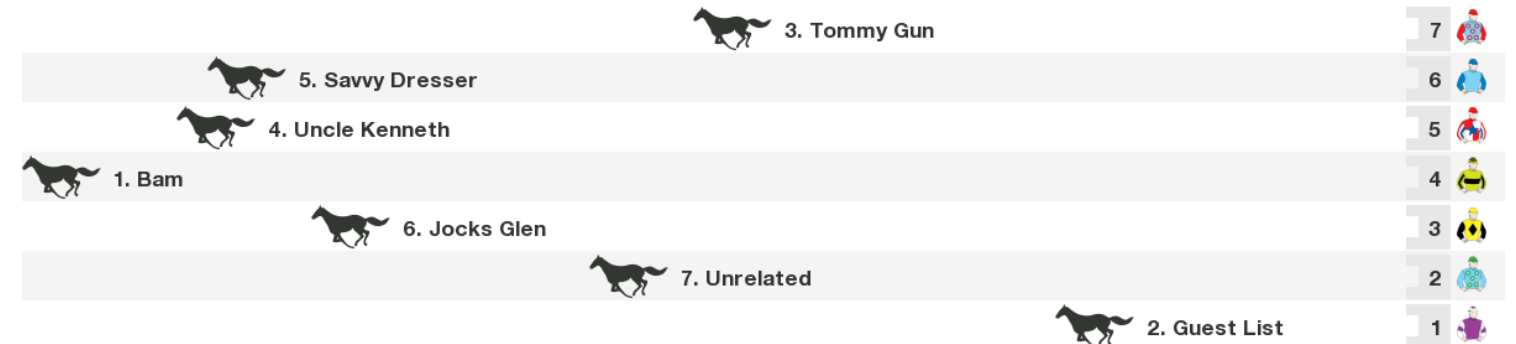 3. Tommy Gun 7
5. Savvy Dresser 6
4. Uncle Kenneth 5
1. Bam 4
6. Jocks Glen 3
7. Unrelated 2
2. Guest List 1